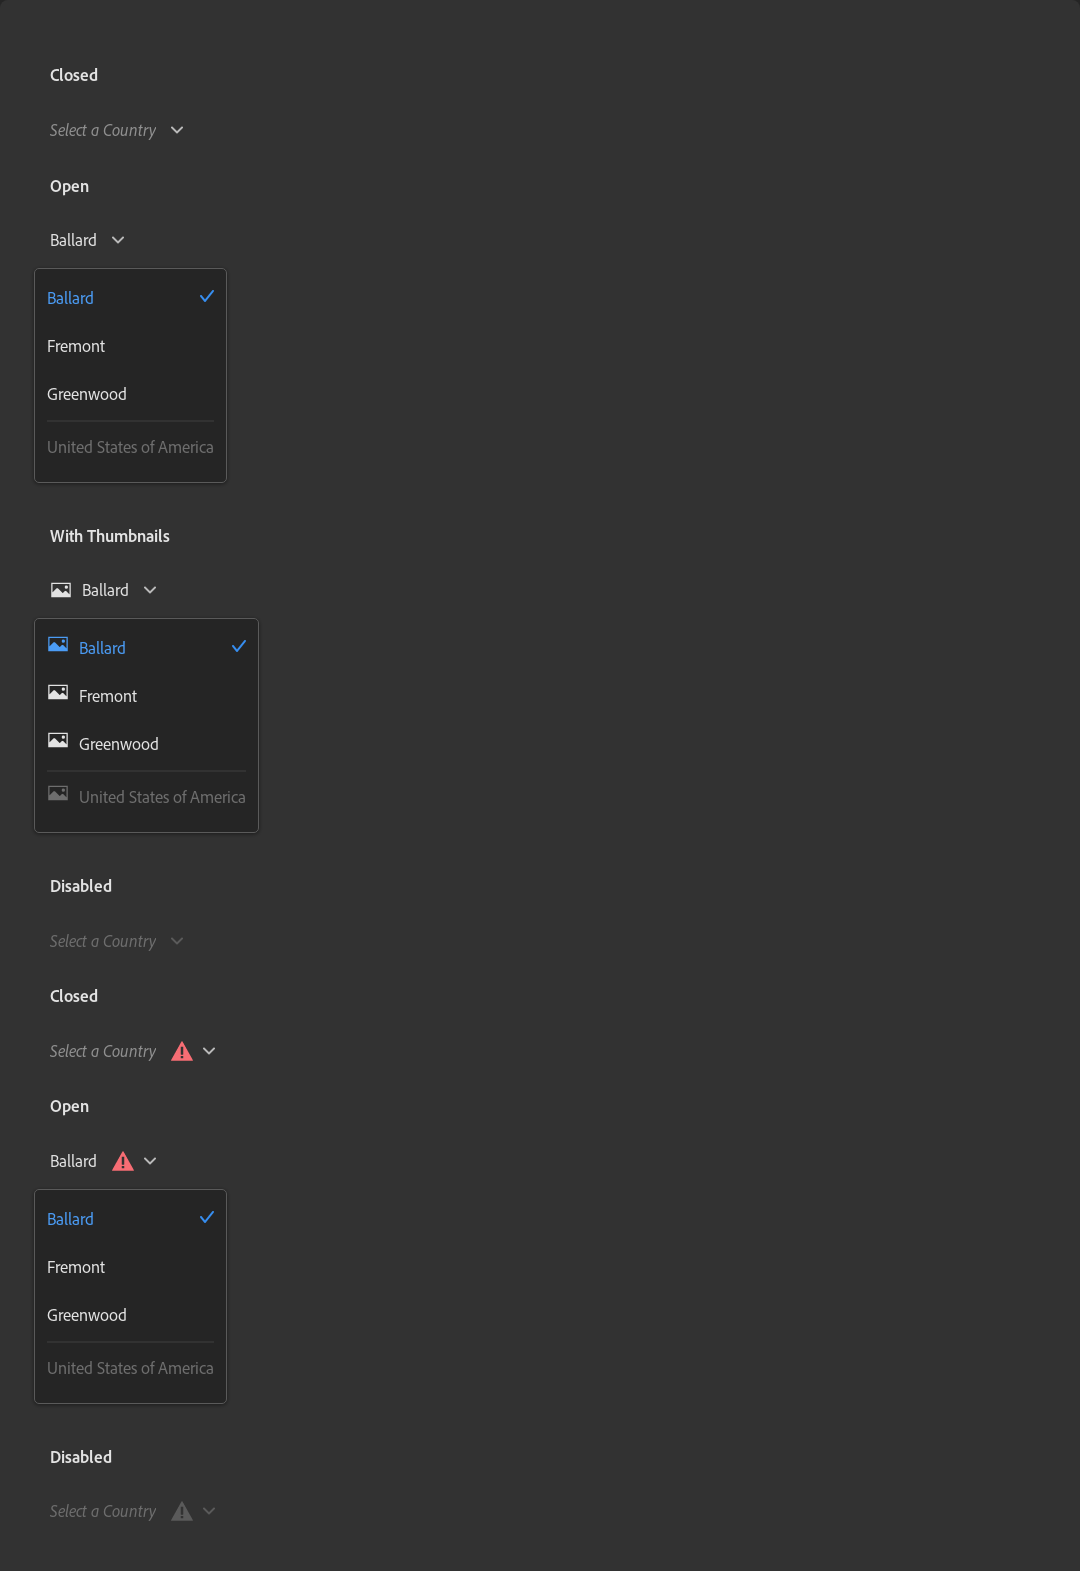 Closed
Select a Country
Open
Ballard
Ballard
Fremont
Greenwood
United States of America
With Thumbnails
Ballard
Ballard
Fremont
Greenwood
United States of America
Disabled
Select a Country
Closed
Select a Country
Open
Ballard
Ballard
Fremont
Greenwood
United States of America
Disabled
Select a Country